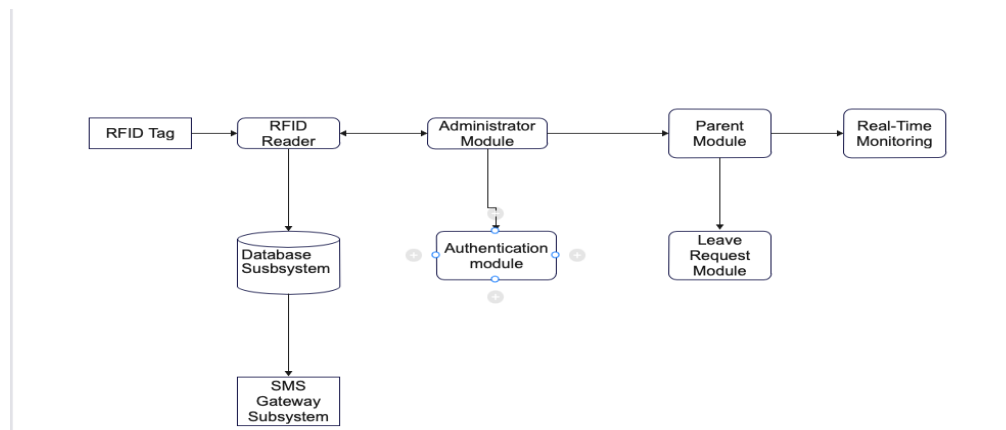 RFID Tag
RFID
Reader
Administrator
Module
Parent
Module
Real-Time
Monitoring
Database
Susbsystem
Authentication
module
Leave
Request
Module
SMS
Gateway
Subsystem